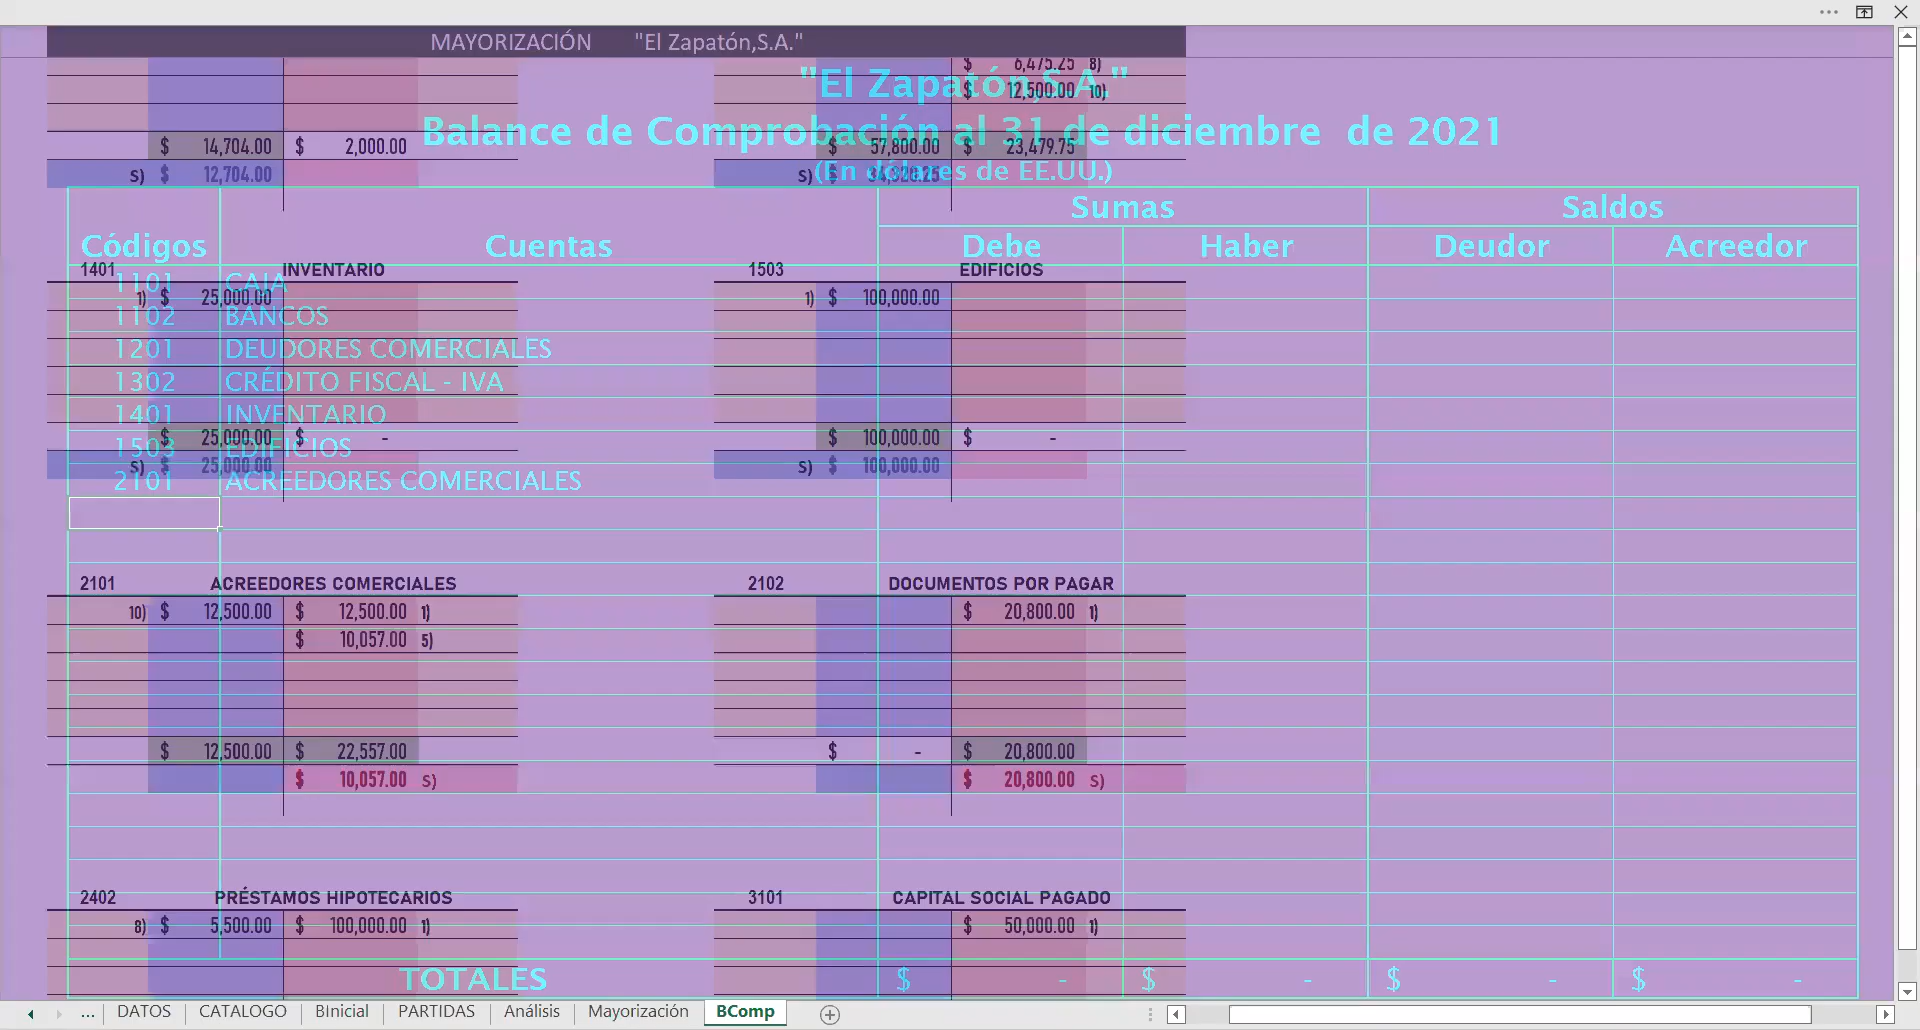 MAYORIZACIÓN "El Zapatón,S.A."
$ 6,475.25 8)
"El Zapatón,S.A."
$ 12,500.00 10)
Balance de Comprobación al 31 de diciembre de 2021
$ 14,704.00 $ 2,000.00 $ 57,800.00 $ 23,479.75
(En dólares de EE.UU.)
S) $ 12,704.00 S) $
Sumas Saldos
Códigos Cuentas Debe Haber Deudor Acreedor
1401 INVENTARIO 1503 EDIFICIOS
1101 CAJA
1) $ 25,000.00 1) $ 100,000.00
1102 BANCOS
1201 DEUDORES COMERCIALES
1302 CRÉDITO FISCAL - IVA
1401 INVENTARIO
$ 25,000.00 $ - $ 100,000.00 $ -
1503 EDIFICIOS
S) $ 25,000.00 S) $ 100,000.00
2101 ACREEDORES COMERCIALES
2101 ACREEDORES COMERCIALES 2102 DOCUMENTOS POR PAGAR
10) $ 12,500.00 $ 12,500.00 1) $ 20,800.00 1)
$ 10,057.00 5)
$ 12,500.00 $ 22,557.00 $ - $ 20,800.00
$ 10,057.00 S) $ 20,800.00 S)
2402 PRÉSTAMOS HIPOTECARIOS 3101 CAPITAL SOCIAL PAGADO
8) $ 5,500.00 $ 100,000.00 1) $ 50,000.00 1)
TOTALES $ - $ - $ - $ -
... DATOS CATALOGO BInicial PARTIDAS Análisis Mayorización BComp